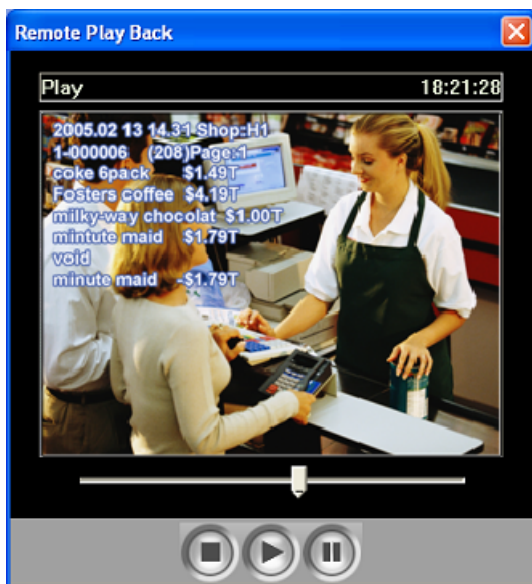 Remote Play Back
Play 18:21:28
2005.02 13 14.31 Shop:H1
1-000006 (208)Page:1
coke 6pack $1.49T
Fosters coffee $4.19T
milky-way chocolat $1.00T
mintute maid $1.79T
void
minute maid -$1.79T